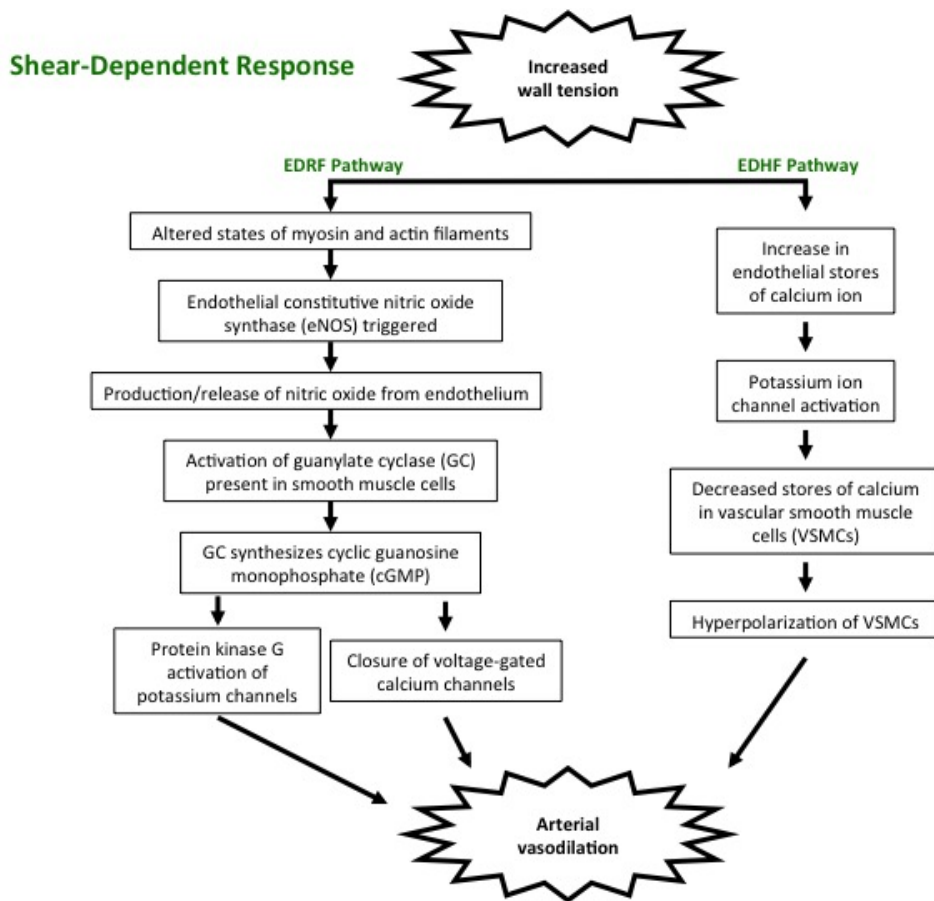 Shear-Dependent Response
Increased
wall tension
EDRF Pathway
EDHF Pathway
Altered states of myosin and actin filaments
Endothelial constitutive nitric oxide
synthase (eNOS) triggered
Production/release of nitric oxide from endothelium
Activation of guanylate cyclase (GC)
present in smooth muscle cells
GC synthesizes cyclic guanosine
monophosphate (cGMP)
Protein kinase G
activation of
potassium channels
Closure of voltage-gated
calcium channels
Increase in
endothelial stores
of calcium ion
Potassium ion
channel activation
Decreased stores of calcium
in vascular smooth muscle
cells (VSMCs)
Hyperpolarization of VSMCs
Arterial
vasodilation